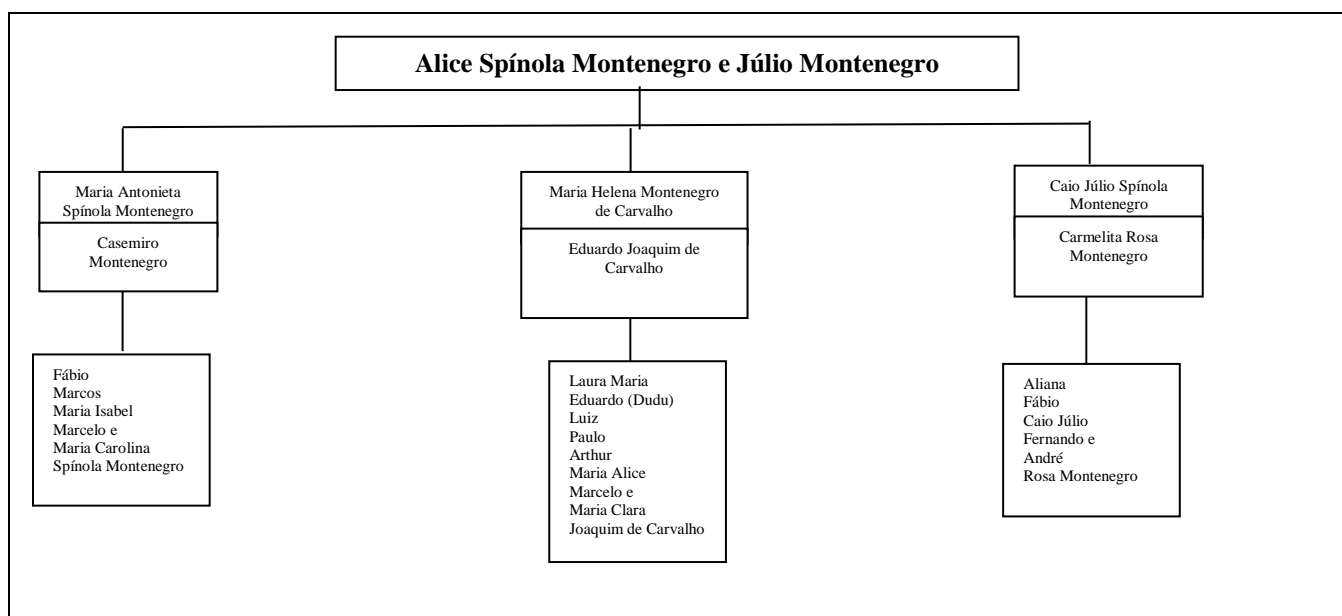 Maria Carolina
Alice Spínola Montenegro e Júlio Montenegro
Maria Antonieta
Spínola Montenegro
Casemiro
Montenegro
Maria Helena Montenegro
de Carvalho
Eduardo Joaquim de
Carvalho
Caio Júlio Spínola
Montenegro
Carmelita Rosa
Montenegro
Fábio
Marcos
Maria Isabel
Marcelo e
Maria Carolina
Spínola Montenegro
Laura Maria
Eduardo (Dudu)
Luiz
Paulo
Arthur
Maria Alice
Marcelo e
Maria Clara
Joaquim de Carvalho
Aliana
Fábio
Caio Júlio
Fernando e
André
Rosa Montenegro